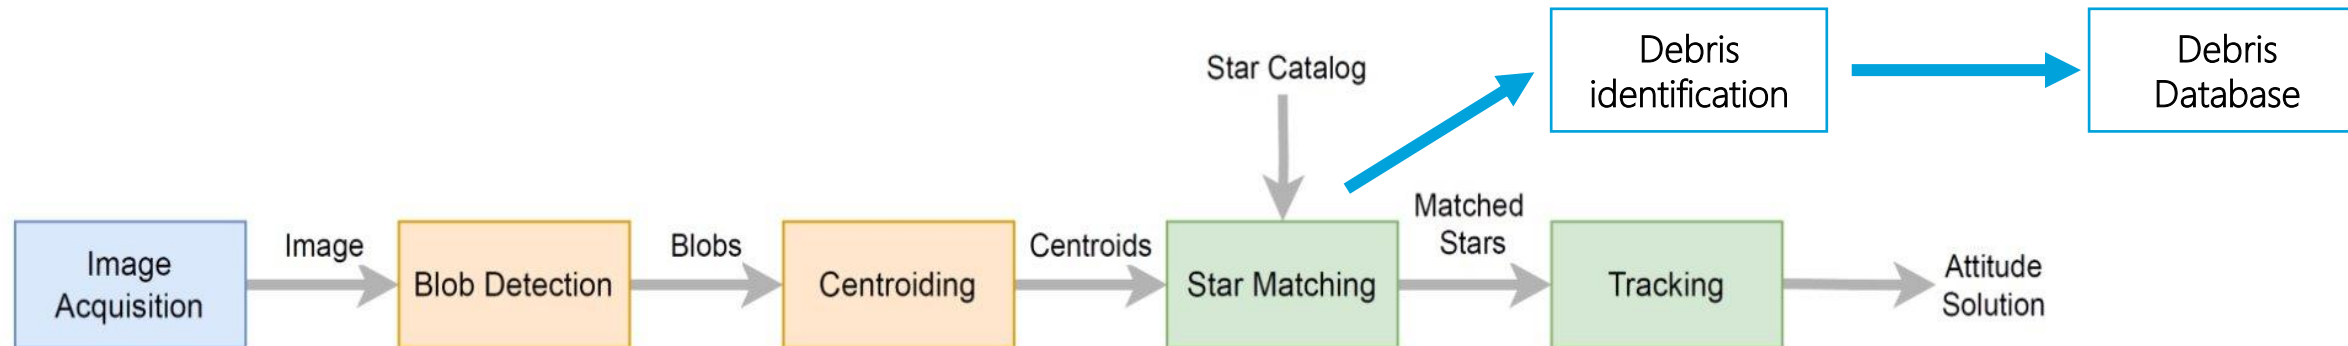 Debris
identification
Debris
Database
Star Catalog
Image
Acquisition
Image
Blob Detection
Blobs
Centroiding
Centroids
Star Matching
Matched
Stars
Tracking
Attitude
Solution